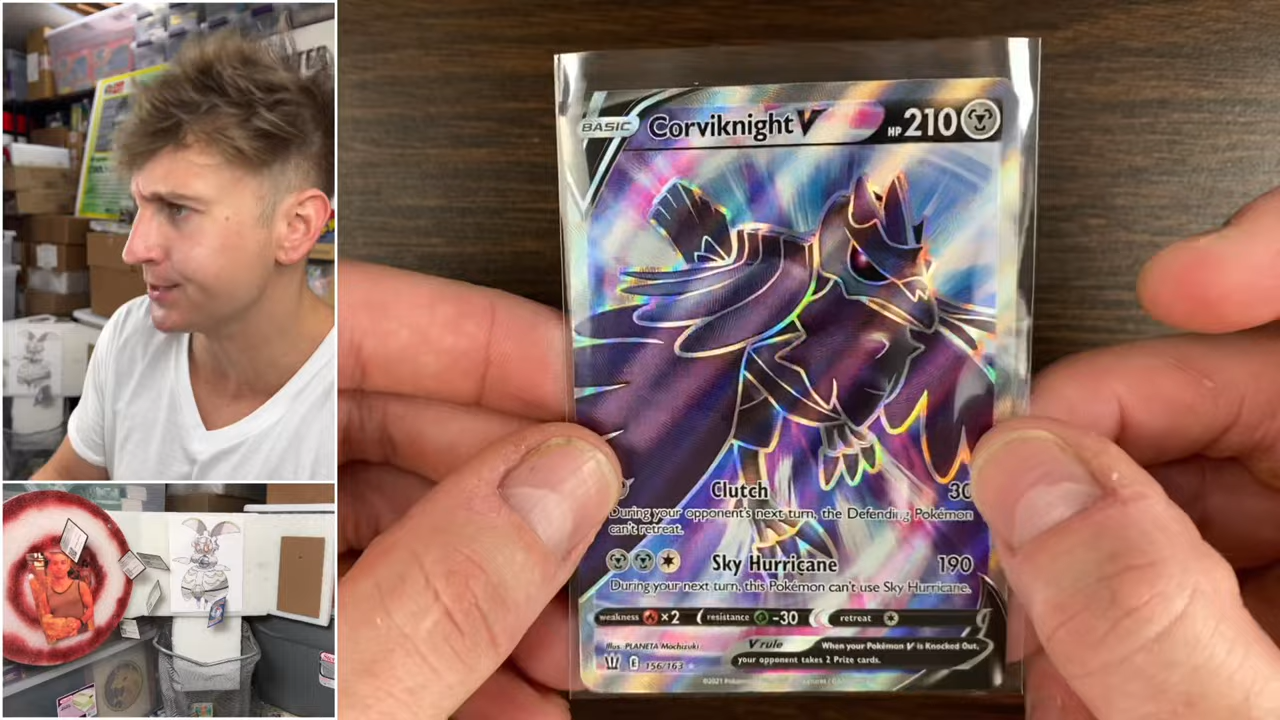 BASIC
Corviknight V
HP 210
Clutch 30
During your opponent's next turn, the Defending Pokémon
can't retreat.
Sky Hurricane 190
During your next turn, this Pokémon can't use Sky Hurricane.
weakness ×2 resistance -30 retreat
Illus. PLANETA Mochizuki
V rule When your Pokémon V is Knocked Out,
your opponent takes 2 Prize cards.
E 156/163
©2021 Pokémon